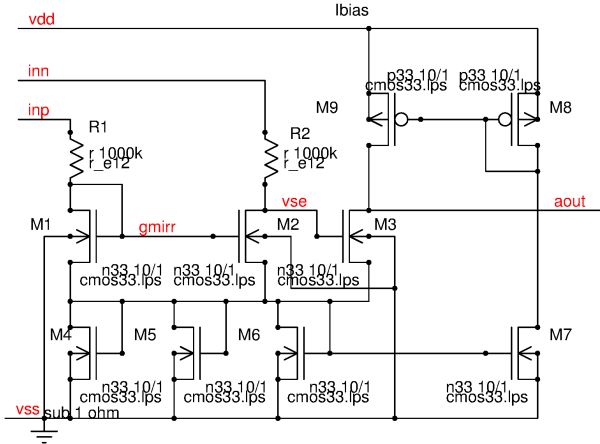 Ibias
vdd
p33 10/1 p33 10/1
cmos33.lps cmos33.lps
inn
inp
M9 M8
R1 R2
r 1000k r 1000k
r_e12 r_e12
vse aout
M1 gmirr M2 M3
n33 10/1 n33 10/1 n33 10/1
cmos33.lps cmos33.lps cmos33.lps
M4 M5 M6 M7
n33 10/1 n33 10/1 n33 10/1 n33 10/1
cmos33.lps cmos33.lps cmos33.lps cmos33.lps
vss sub 1 ohm